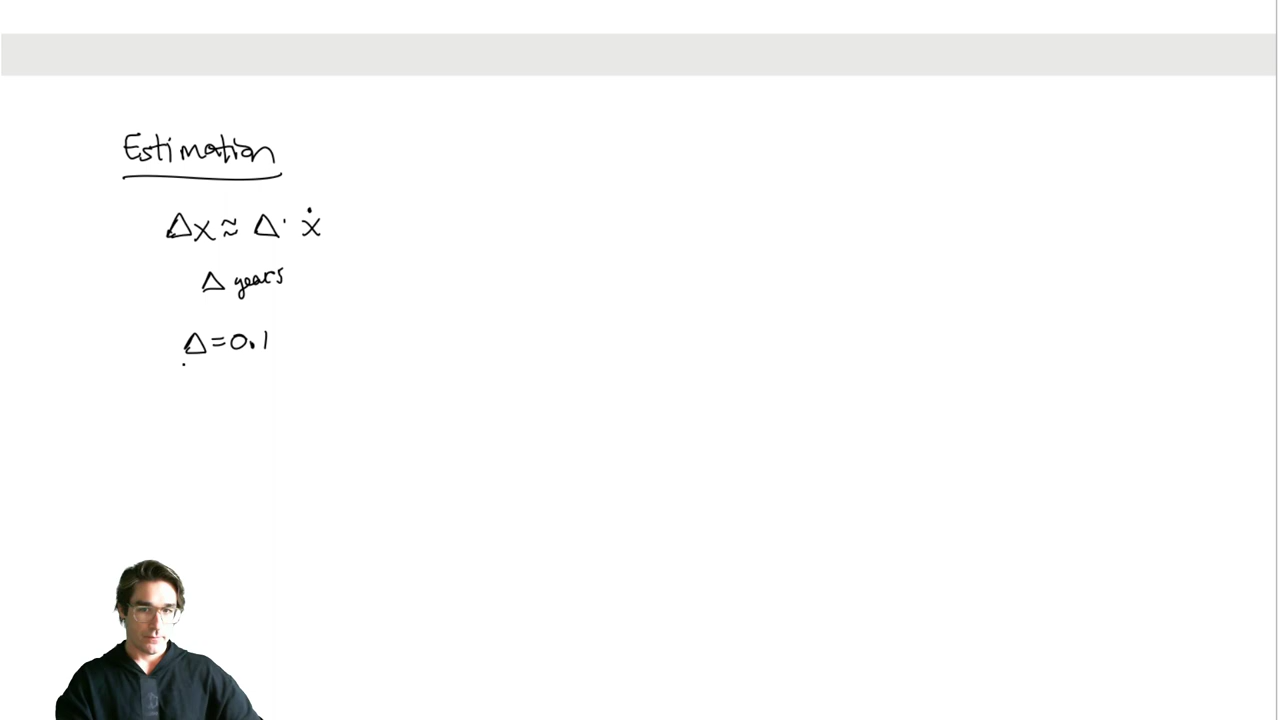 Estimation
Δx ≈ Δ · ẋ
Δ years
Δ = 0.1